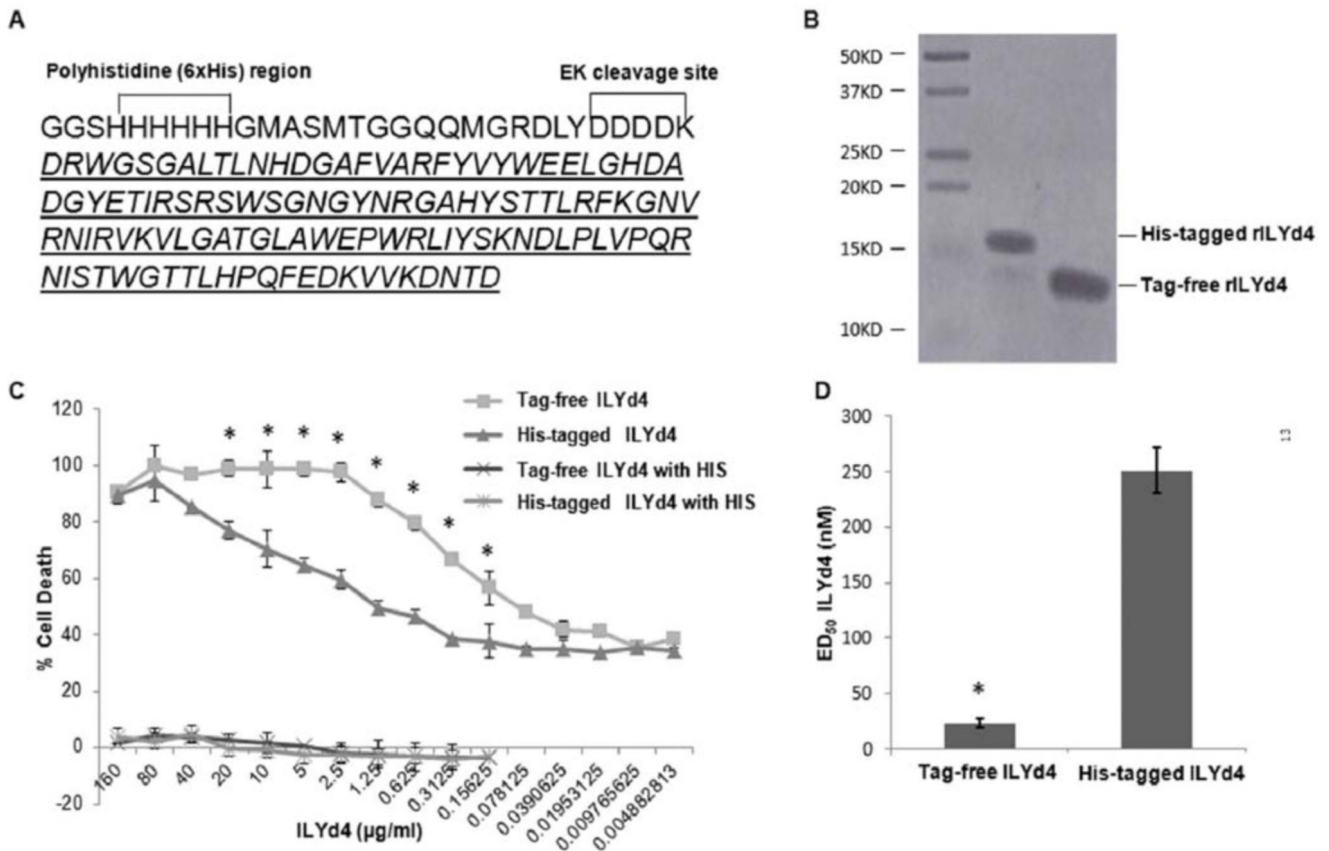 A
Polyhistidine (6xHis) region
EK cleavage site
GGSHHHHHHGMASMTGGQQMGRDLYDDDDK
DRWGSGALTLNHDGAFVARFYVYWEELGHDA
DGYETIRSRSWSGNGYNRGAHYSTTLRFKGNV
RNIRVKVLGATGLAWEPWRLIYSKNDLPLVPQR
NISTWGTTLHPQFEDKVVKDNTD
B
50KD
37KD
25KD
20KD
15KD
10KD
His-tagged rILYd4
Tag-free rILYd4
C
120
100
80
60
40
20
0
-20
% Cell Death
* * * * * * * *
Tag-free ILYd4
His-tagged ILYd4
Tag-free ILYd4 with HIS
His-tagged ILYd4 with HIS
160
80
40
20
10
5
2.5
1.25
0.625
0.3125
0.15625
0.078125
0.0390625
0.01953125
0.009765625
0.004882813
ILYd4 (µg/ml)
D
300
250
200
150
100
50
0
ED50 ILYd4 (nM)
*
13
Tag-free ILYd4
His-tagged ILYd4